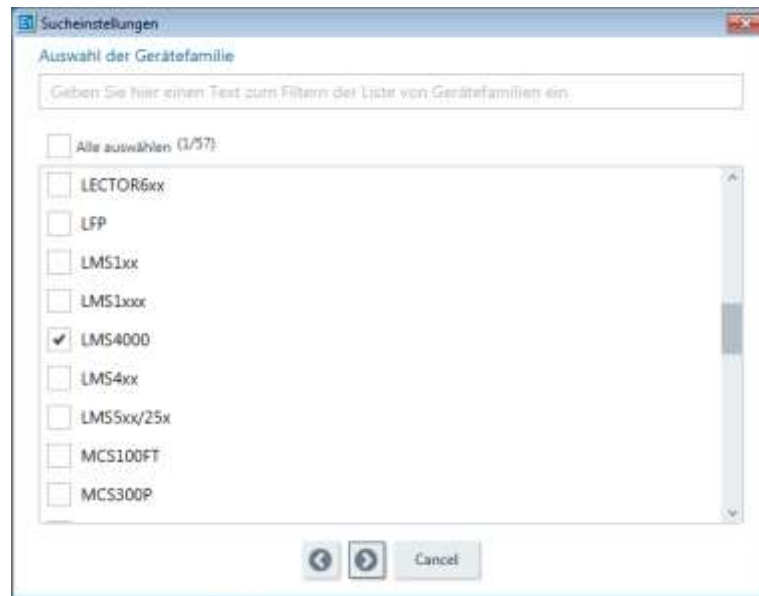 Sucheinstellungen
Auswahl der Gerätefamilie
Geben Sie hier einen Text zum Filtern der Liste von Gerätefamilien ein
Alle auswählen (1/57)
LECTOR6xx
LFP
LMS1xx
LMS1xxx
LMS4000
LMS4xx
LMS5xx/25x
MCS100FT
MCS300P
Cancel